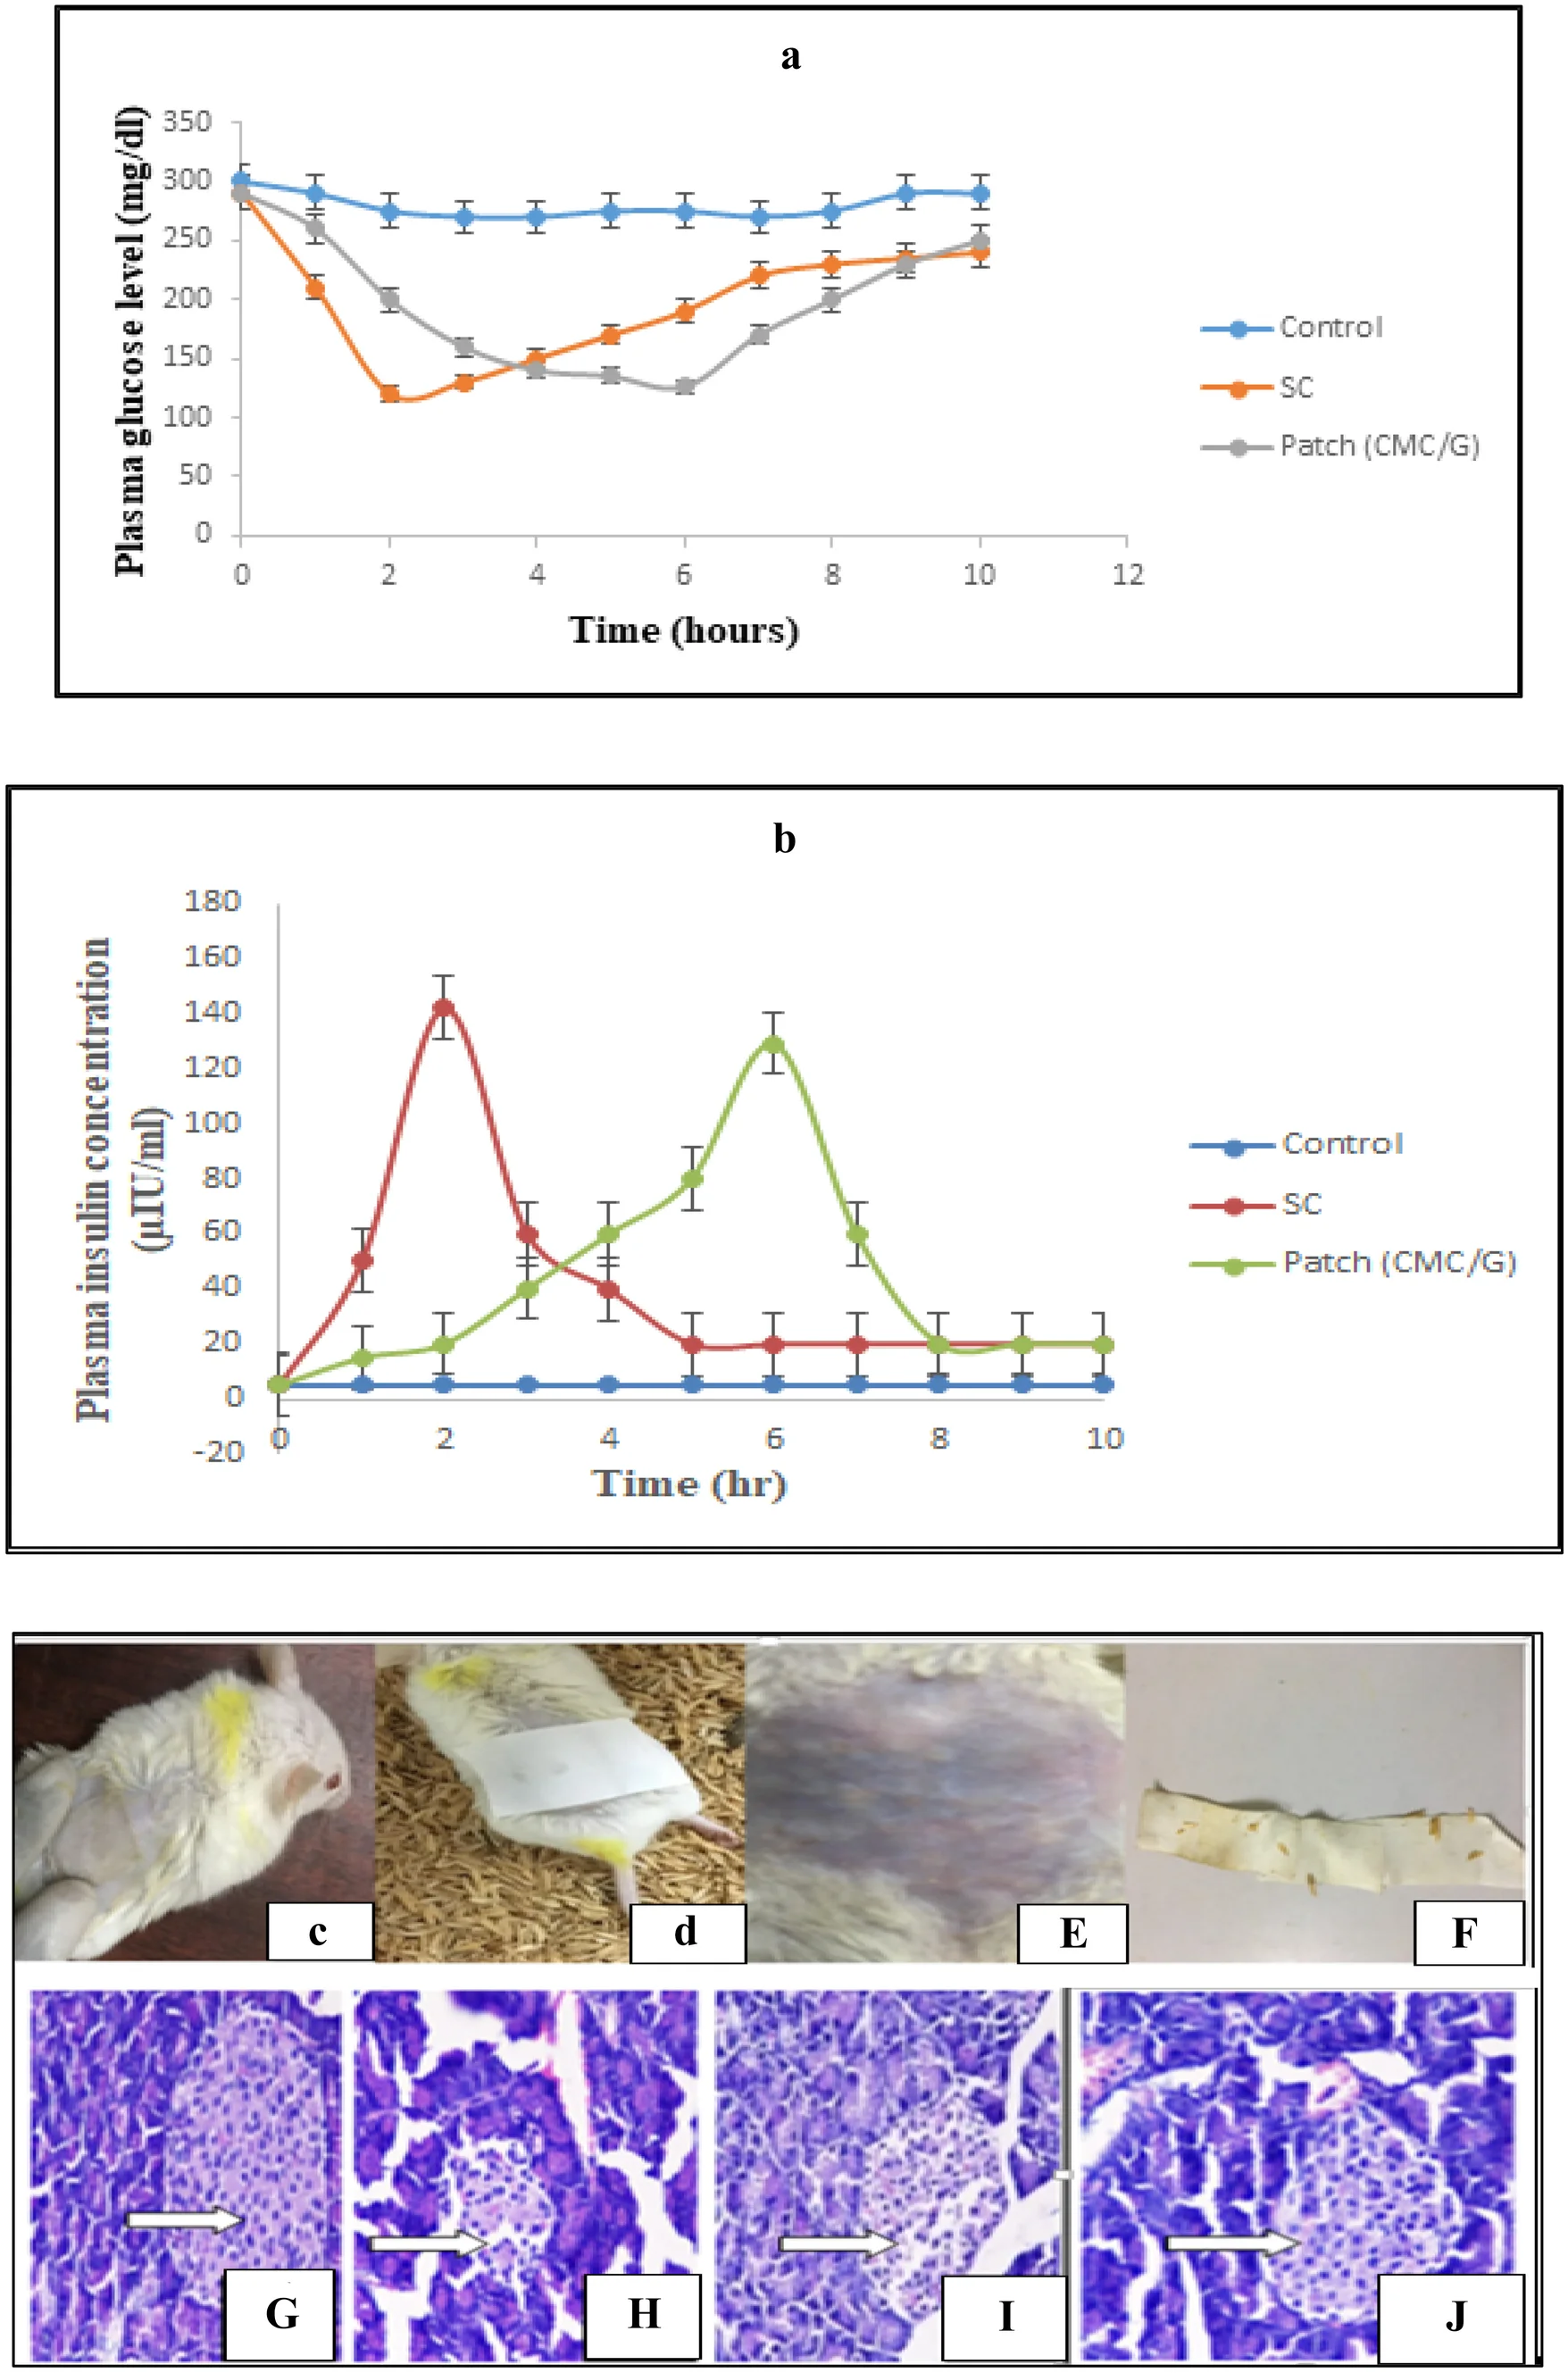 a
Plasma glucose level (mg/dl)
350
300
250
200
150
100
50
0
0 2 4 6 8 10 12
Time (hours)
Control
SC
Patch (CMC/G)
b
Plasma insulin concentration
(µIU/ml)
180
160
140
120
100
80
60
40
20
0
-20
0 2 4 6 8 10
Time (hr)
Control
SC
Patch (CMC/G)
c d E F
G H I J